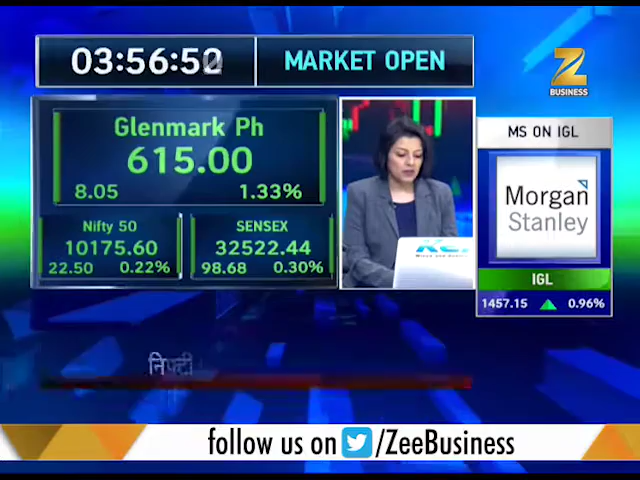 03:56:52
MARKET OPEN
Z
BUSINESS
Glenmark Ph
615.00
8.05 1.33%
Nifty 50
10175.60
22.50 0.22%
SENSEX
32522.44
98.68 0.30%
MS ON IGL
Morgan
Stanley
IGL
1457.15 0.96%
निफ्टी
follow us on /ZeeBusiness